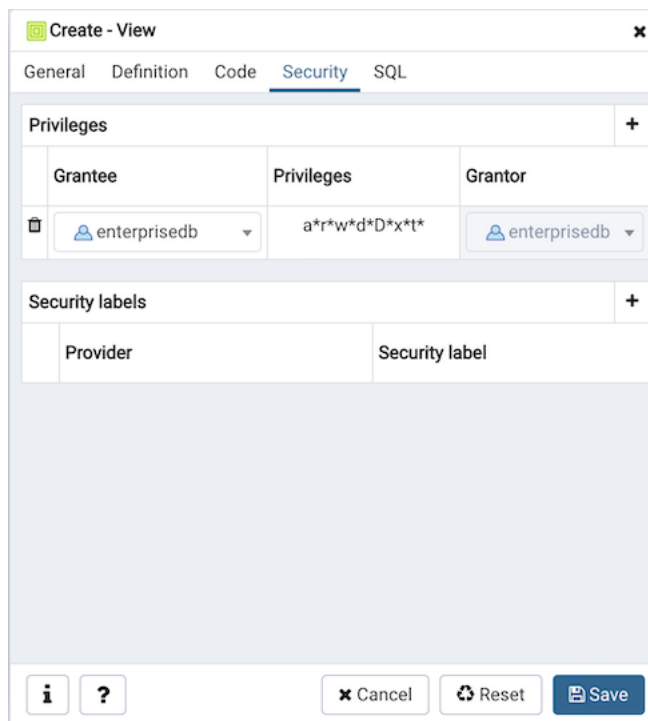 Create - View
General Definition Code Security SQL
Privileges
Grantee Privileges Grantor
enterprisedb a*r*w*d*D*x*t* enterprisedb
Security labels
Provider Security label
i ? Cancel Reset Save